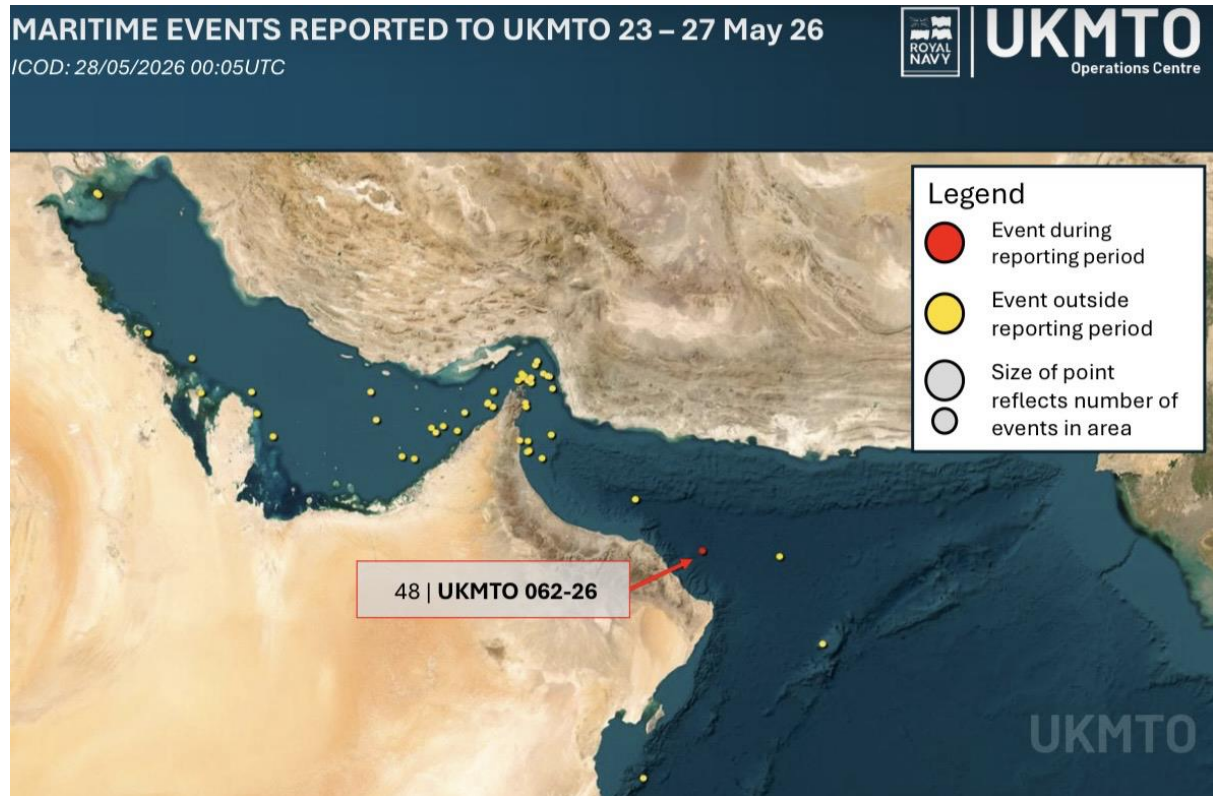 MARITIME EVENTS REPORTED TO UKMTO 23 – 27 May 26
ICOD: 28/05/2026 00:05UTC
ROYAL
NAVY
UKMTO
Operations Centre
Legend
Event during
reporting period
Event outside
reporting period
Size of point
reflects number of
events in area
48 | UKMTO 062-26
UKMTO